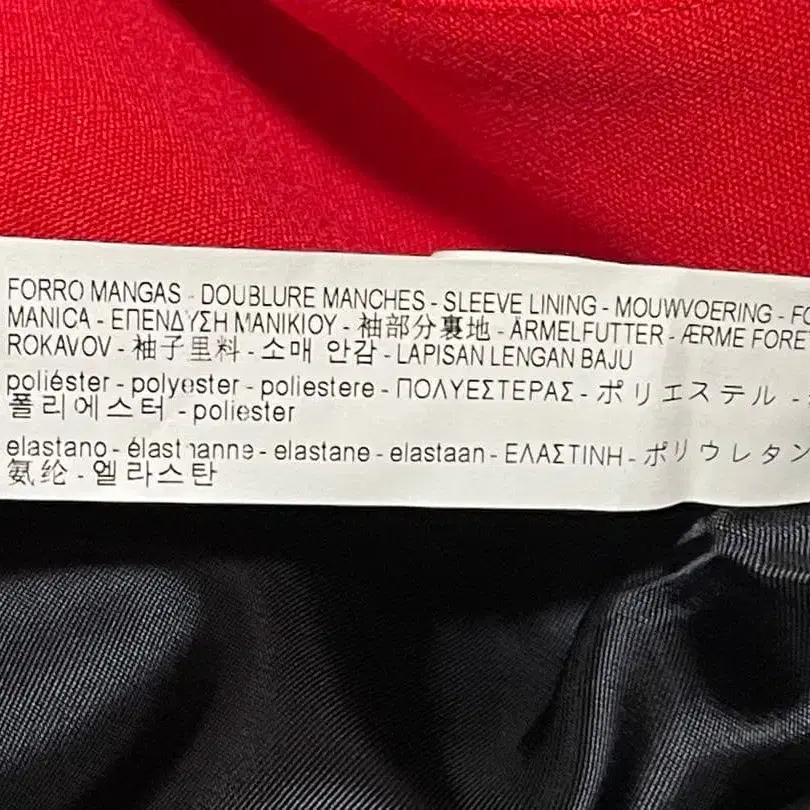 FORRO MANGAS - DOUBLURE MANCHES - SLEEVE LINING - MOUWVOERING -
MANICA - ΕΠΕΝΔΥΣΗ ΜΑΝΙΚΙΟΥ - 袖部分裏地 - ÄRMELFUTTER - ÆRME FORE
ROKAVOV - 袖子里料 - 소매 안감 - LAPISAN LENGAN BAJU
poliéster - polyester - poliestere - ΠΟΛΥΕΣΤΕΡΑΣ - ポリエステル -
폴리에스터 - poliester
elastano - élasthanne - elastane - elastaan - ΕΛΑΣΤΙΝΗ - ポリウレタン
氨纶 - 엘라스탄